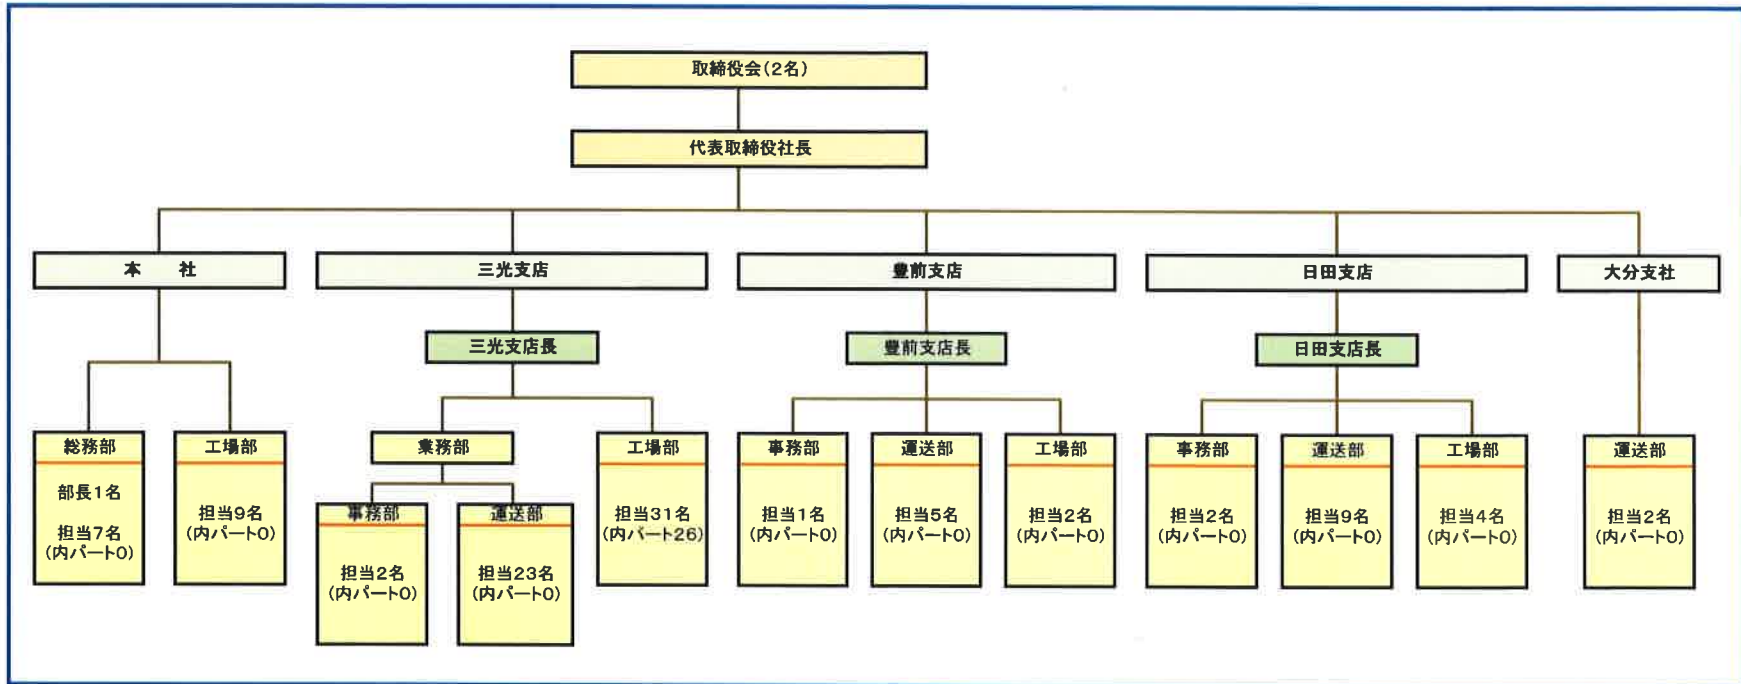 取締役会(2名)
代表取締役社長
本　社
三光支店
豊前支店
日田支店
大分支社
三光支店長
豊前支店長
日田支店長
総務部
部長1名
担当7名
(内パート0)
工場部
担当9名
(内パート0)
業務部
事務部
担当2名
(内パート0)
運送部
担当23名
(内パート0)
工場部
担当31名
(内パート26)
事務部
担当1名
(内パート0)
運送部
担当5名
(内パート0)
工場部
担当2名
(内パート0)
事務部
担当2名
(内パート0)
運送部
担当9名
(内パート0)
工場部
担当4名
(内パート0)
運送部
担当2名
(内パート0)